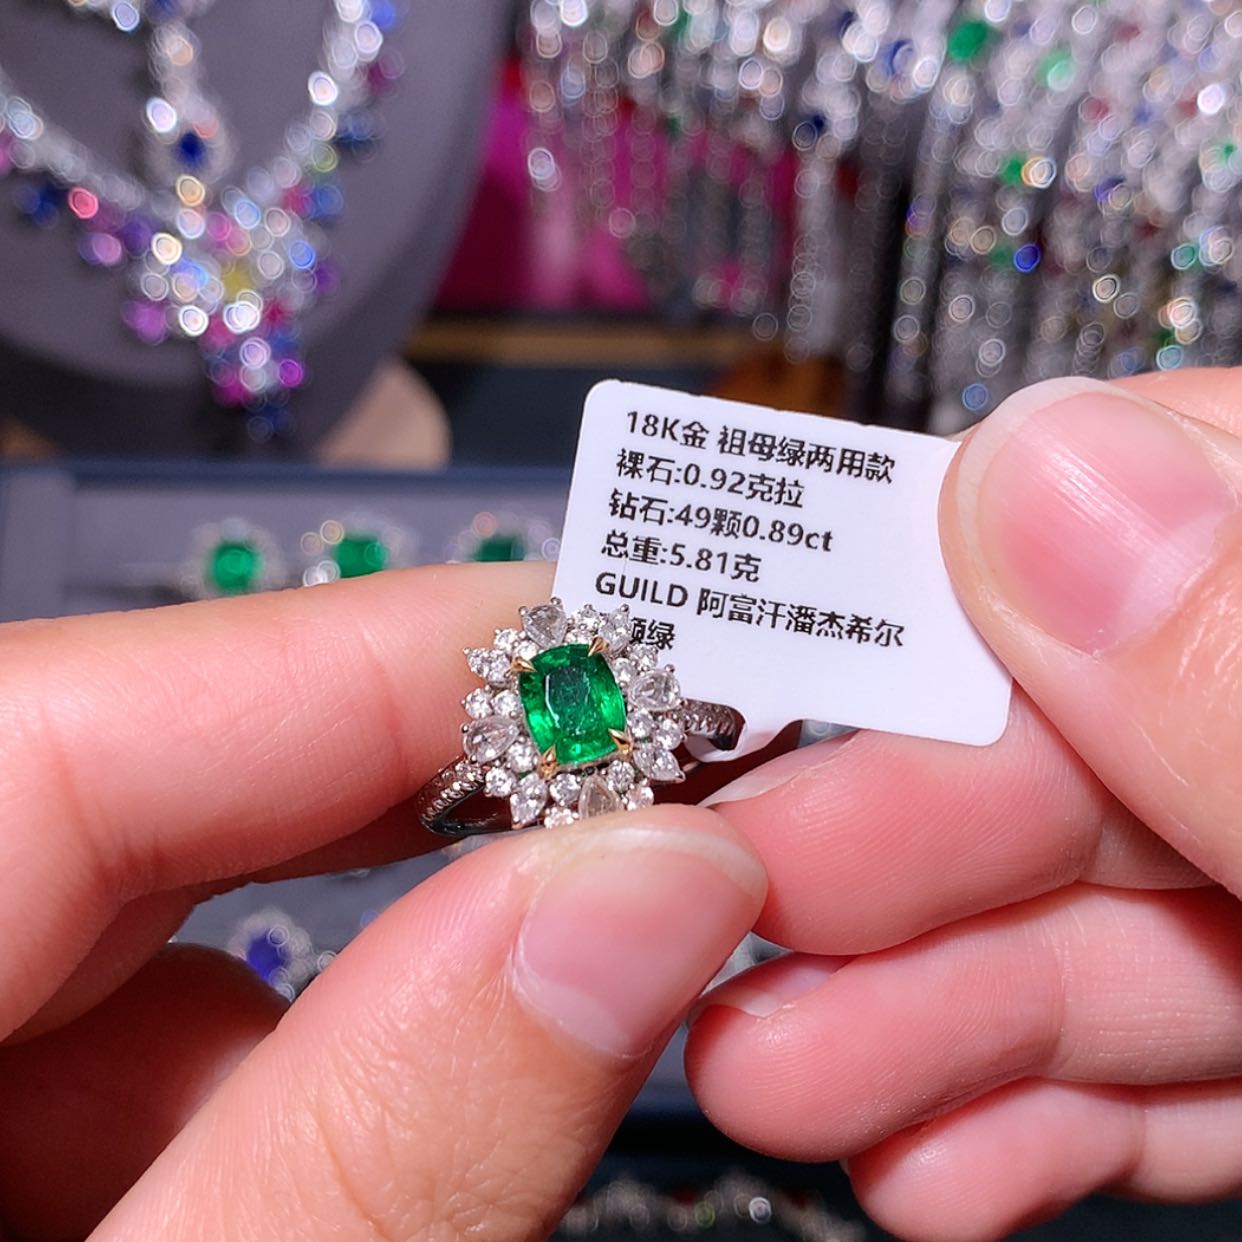 18K金 祖母绿两用款
裸石:0.92克拉
钻石:49颗0.89ct
总重:5.81克
GUILD 阿富汗潘杰希尔
绿